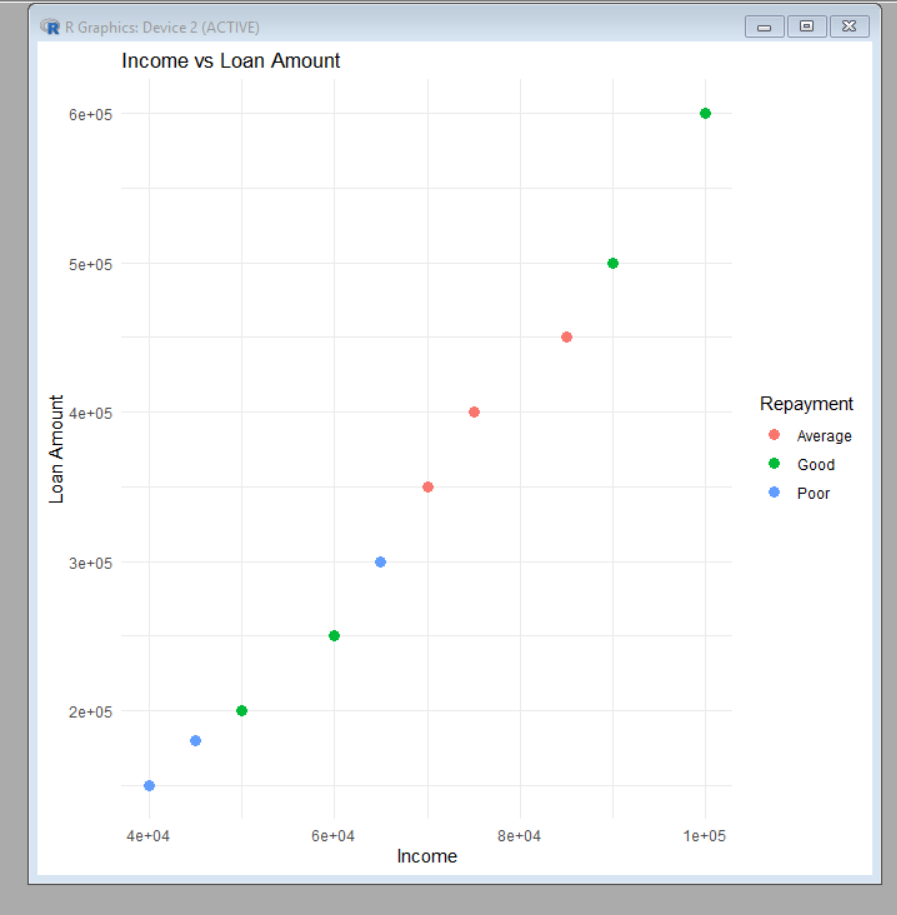 R Graphics: Device 2 (ACTIVE)
Income vs Loan Amount
6e+05
5e+05
4e+05
3e+05
2e+05
Loan Amount
4e+04 6e+04 8e+04 1e+05
Income
Repayment
Average
Good
Poor